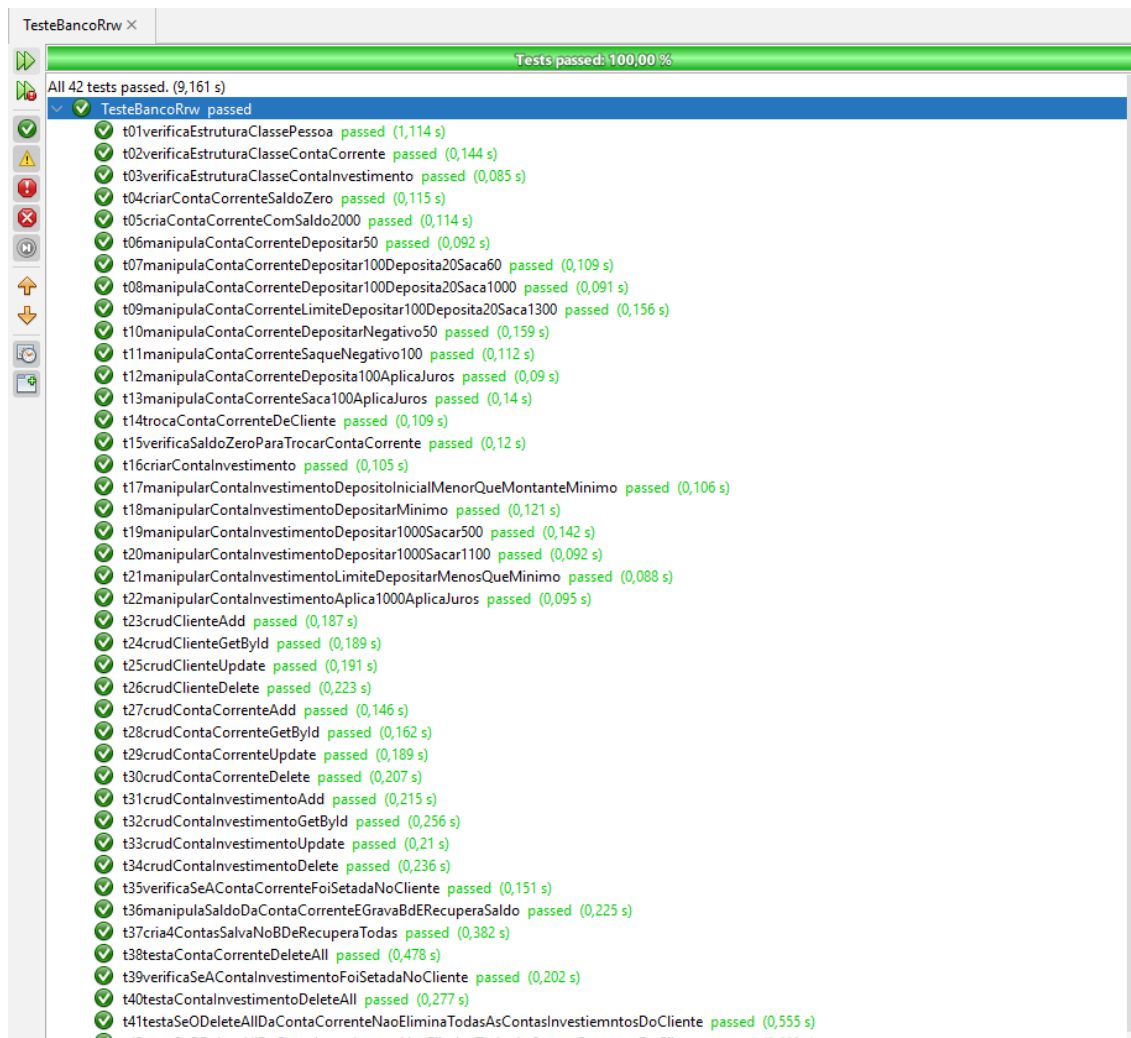 TesteBancoRrw ×
Tests passed: 100,00 %
All 42 tests passed. (9,161 s)
TesteBancoRrw passed
t01verificaEstruturaClassePessoa passed (1,114 s)
t02verificaEstruturaClasseContaCorrente passed (0,144 s)
t03verificaEstruturaClasseContaInvestimento passed (0,085 s)
t04criarContaCorrenteSaldoZero passed (0,115 s)
t05criaContaCorrenteComSaldo2000 passed (0,114 s)
t06manipulaContaCorrenteDepositar50 passed (0,092 s)
t07manipulaContaCorrenteDepositar100Deposita20Saca60 passed (0,109 s)
t08manipulaContaCorrenteDepositar100Deposita20Saca1000 passed (0,091 s)
t09manipulaContaCorrenteLimiteDepositar100Deposita20Saca1300 passed (0,156 s)
t10manipulaContaCorrenteDepositarNegativo50 passed (0,159 s)
t11manipulaContaCorrenteSaqueNegativo100 passed (0,112 s)
t12manipulaContaCorrenteDeposita100AplicaJuros passed (0,09 s)
t13manipulaContaCorrenteSaca100AplicaJuros passed (0,14 s)
t14trocaContaCorrenteDeCliente passed (0,109 s)
t15verificaSaldoZeroParaTrocarContaCorrente passed (0,12 s)
t16criarContaInvestimento passed (0,105 s)
t17manipularContaInvestimentoDepositoInicialMenorQueMontanteMinimo passed (0,106 s)
t18manipularContaInvestimentoDepositarMinimo passed (0,121 s)
t19manipularContaInvestimentoDepositar1000Sacar500 passed (0,142 s)
t20manipularContaInvestimentoDepositar1000Sacar1100 passed (0,092 s)
t21manipularContaInvestimentoLimiteDepositarMenosQueMinimo passed (0,088 s)
t22manipularContaInvestimentoAplica1000AplicaJuros passed (0,095 s)
t23crudClienteAdd passed (0,187 s)
t24crudClienteGetById passed (0,189 s)
t25crudClienteUpdate passed (0,191 s)
t26crudClienteDelete passed (0,223 s)
t27crudContaCorrenteAdd passed (0,146 s)
t28crudContaCorrenteGetById passed (0,162 s)
t29crudContaCorrenteUpdate passed (0,189 s)
t30crudContaCorrenteDelete passed (0,207 s)
t31crudContaInvestimentoAdd passed (0,215 s)
t32crudContaInvestimentoGetById passed (0,256 s)
t33crudContaInvestimentoUpdate passed (0,21 s)
t34crudContaInvestimentoDelete passed (0,236 s)
t35verificaSeAContaCorrenteFoiSetadaNoCliente passed (0,151 s)
t36manipulaSaldoDaContaCorrenteEGravaBdERecuperaSaldo passed (0,225 s)
t37cria4ContasSalvaNoBDeRecuperaTodas passed (0,382 s)
t38testaContaCorrenteDeleteAll passed (0,478 s)
t39verificaSeAContaInvestimentoFoiSetadaNoCliente passed (0,202 s)
t40testaContaInvestimentoDeleteAll passed (0,277 s)
t41testaSeODeleteAllDaContaCorrenteNaoEliminaTodasAsContasInvestiemntosDoCliente passed (0,555 s)